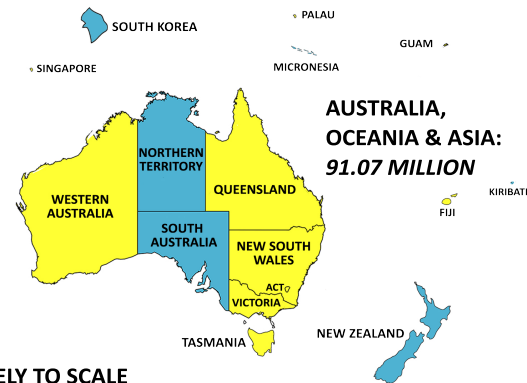 PALAU
SOUTH KOREA
GUAM
SINGAPORE
MICRONESIA
AUSTRALIA,
OCEANIA & ASIA:
91.07 MILLION
NORTHERN
TERRITORY
QUEENSLAND
KIRIBATI
WESTERN
AUSTRALIA
FIJI
SOUTH
AUSTRALIA
NEW SOUTH
WALES
ACT
VICTORIA
TASMANIA
NEW ZEALAND
ELY TO SCALE